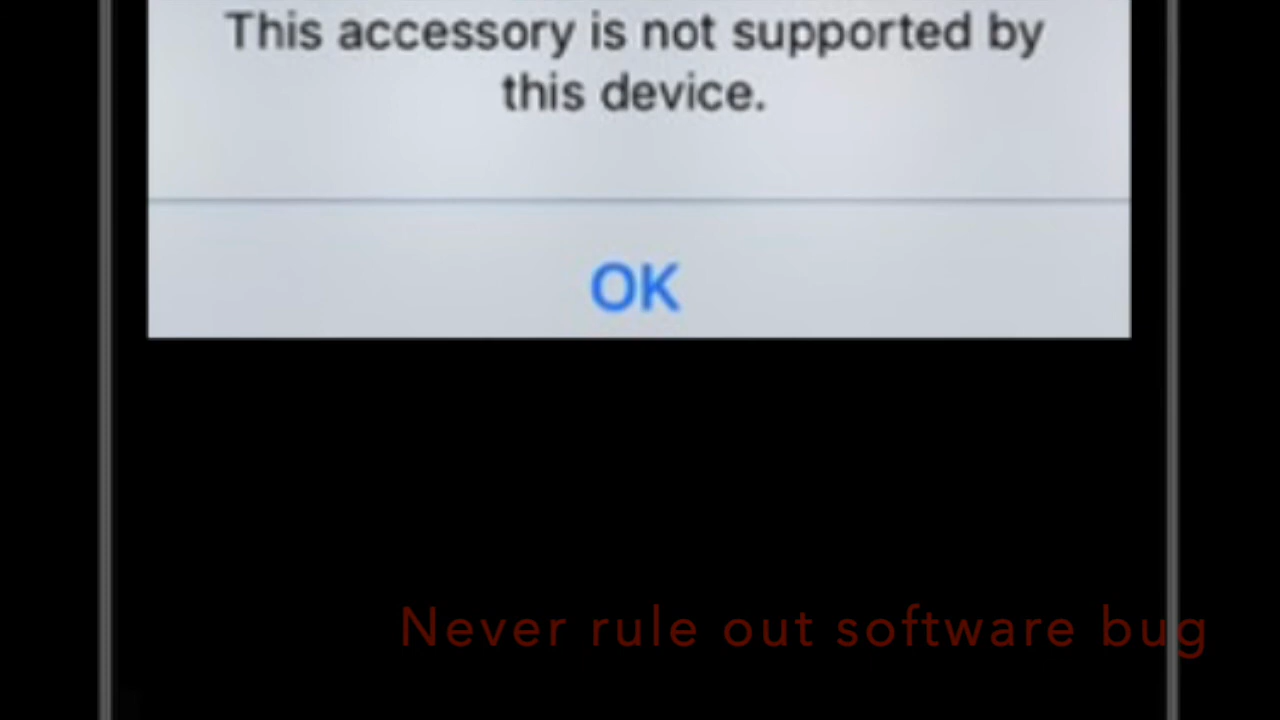 This accessory is not supported by
this device.
OK
Never rule out software bug